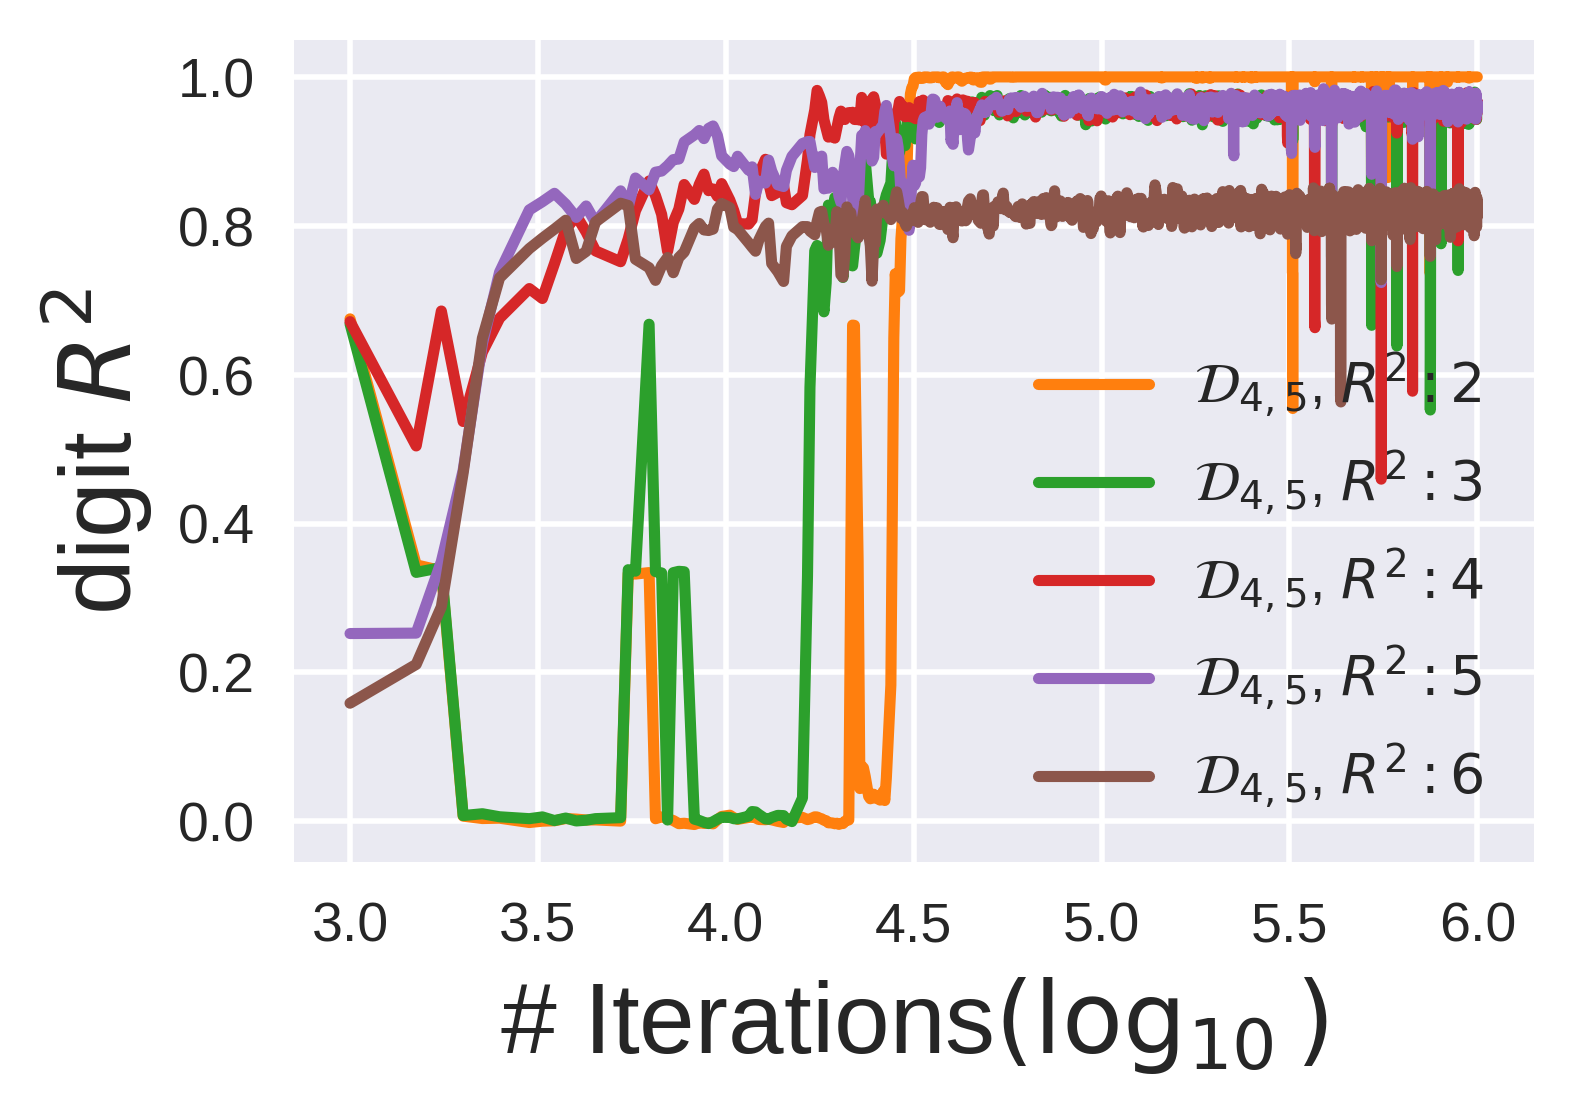 1.0
0.8
0.6
0.4
0.2
0.0
digit R²
𝒟₄,₅, R² : 2
𝒟₄,₅, R² : 3
𝒟₄,₅, R² : 4
𝒟₄,₅, R² : 5
𝒟₄,₅, R² : 6
3.0 3.5 4.0 4.5 5.0 5.5 6.0
# Iterations(log₁₀ )